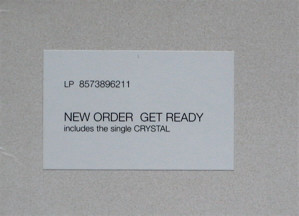 LP 8573896211
NEW ORDER GET READY
includes the single CRYSTAL